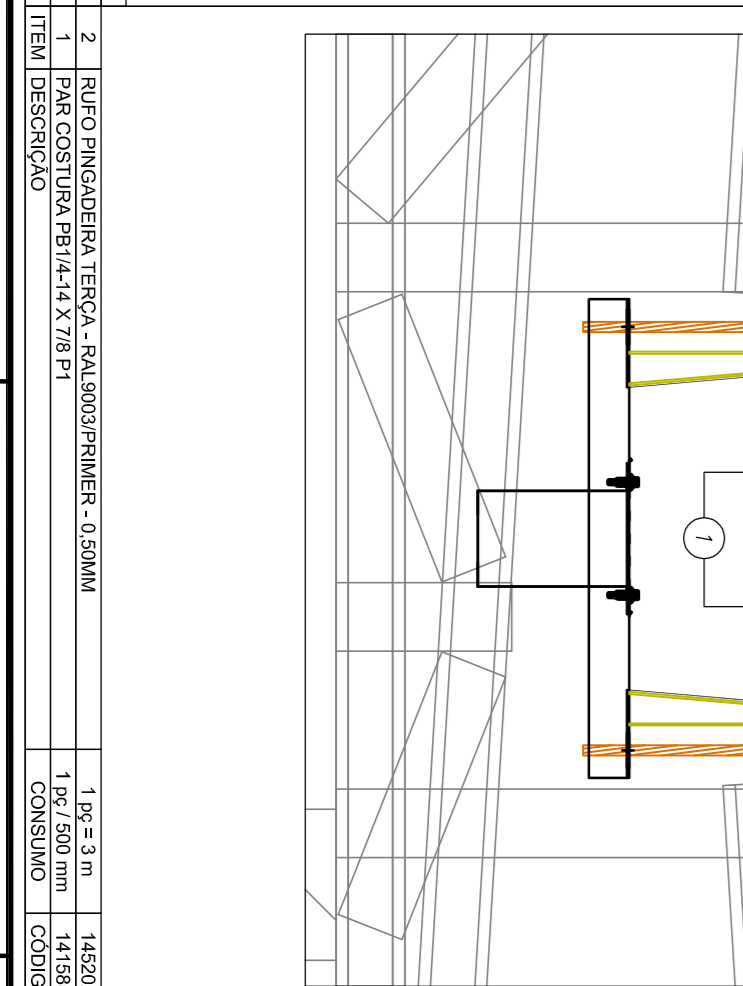 2 RUFO PINGADEIRA TERÇA - RAL9003/PRIMER - 0,50MM 1 pç = 3 m 14520
1 PAR COSTURA PB1/4-14 X 7/8 P1 1 pç / 500 mm 14158
ITEM DESCRIÇÃO CONSUMO CÓDIG
1